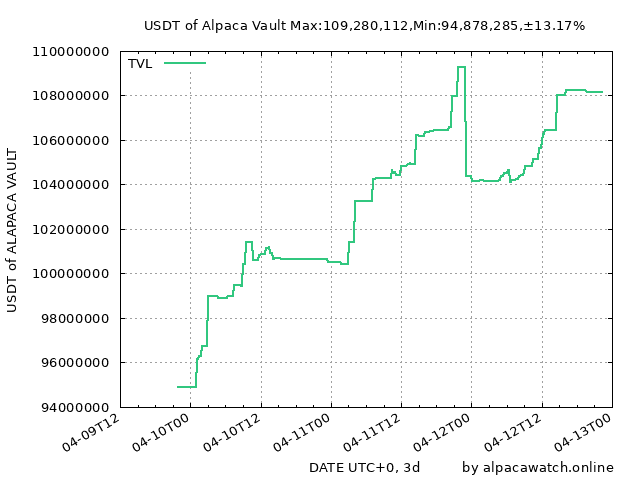 USDT of Alpaca Vault Max:109,280,112,Min:94,878,285,±13.17%
TVL
110000000
108000000
106000000
104000000
102000000
100000000
98000000
96000000
94000000
USDT of ALAPACA VAULT
04-09T12
04-10T00
04-10T12
04-11T00
04-11T12
04-12T00
04-12T12
04-13T00
DATE UTC+0, 3d
by alpacawatch.online